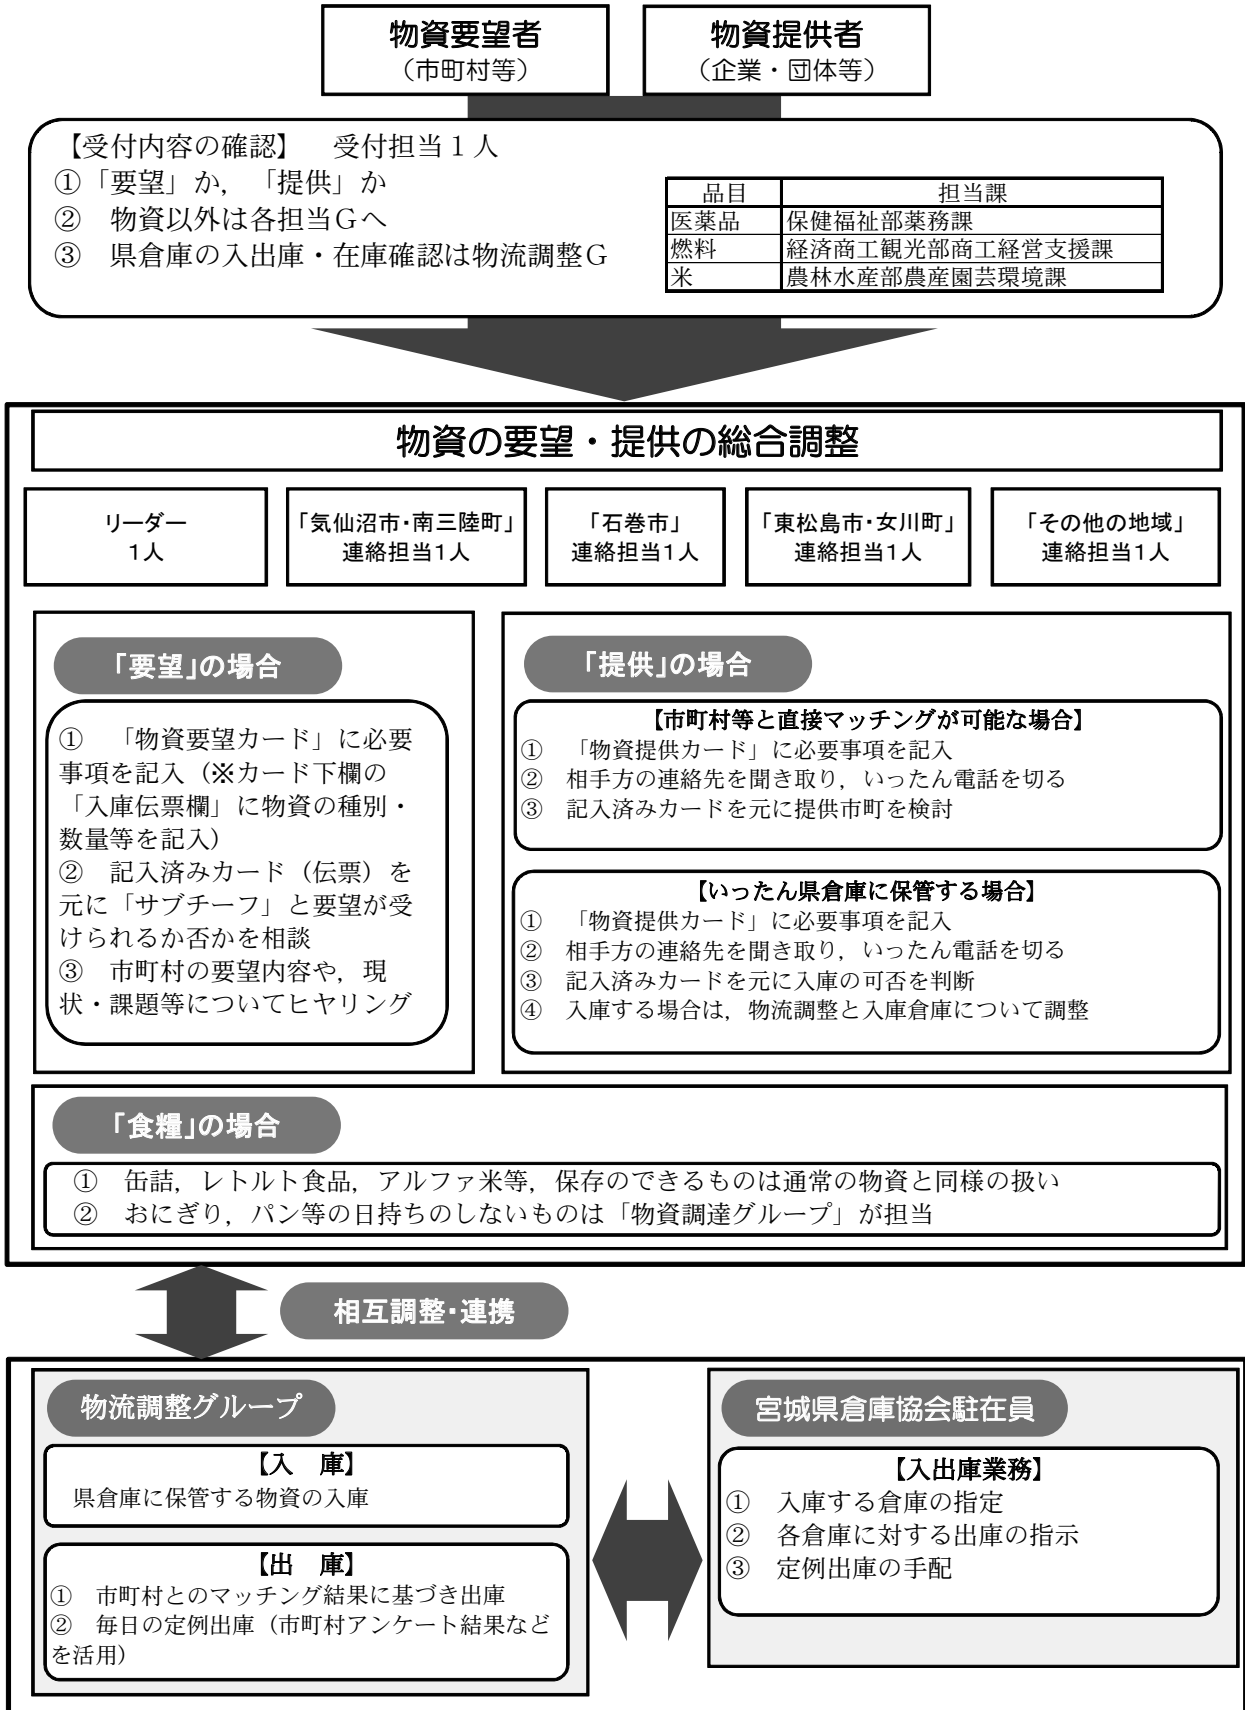 物資要望者
（市町村等）
物資提供者
（企業・団体等）
【受付内容の確認】　受付担当１人
①「要望」か，「提供」か
②　物資以外は各担当Ｇへ
③　県倉庫の入出庫・在庫確認は物流調整Ｇ
品目　担当課
医薬品　保健福祉部薬務課
燃料　経済商工観光部商工経営支援課
米　農林水産部農産園芸環境課
物資の要望・提供の総合調整
リーダー
1人
「気仙沼市・南三陸町」
連絡担当1人
「石巻市」
連絡担当1人
「東松島市・女川町」
連絡担当1人
「その他の地域」
連絡担当1人
「要望」の場合
①　「物資要望カード」に必要
事項を記入（※カード下欄の
「入庫伝票欄」に物資の種別・
数量等を記入）
②　記入済みカード（伝票）を
元に「サブチーフ」と要望が受
けられるか否かを相談
③　市町村の要望内容や，現
状・課題等についてヒヤリング
「提供」の場合
【市町村等と直接マッチングが可能な場合】
①　「物資提供カード」に必要事項を記入
②　相手方の連絡先を聞き取り，いったん電話を切る
③　記入済みカードを元に提供市町を検討
【いったん県倉庫に保管する場合】
①　「物資提供カード」に必要事項を記入
②　相手方の連絡先を聞き取り，いったん電話を切る
③　記入済みカードを元に入庫の可否を判断
④　入庫する場合は，物流調整と入庫倉庫について調整
「食糧」の場合
①　缶詰，レトルト食品，アルファ米等，保存のできるものは通常の物資と同様の扱い
②　おにぎり，パン等の日持ちのしないものは「物資調達グループ」が担当
相互調整・連携
物流調整グループ
【入　庫】
県倉庫に保管する物資の入庫
【出　庫】
①　市町村とのマッチング結果に基づき出庫
②　毎日の定例出庫（市町村アンケート結果など
を活用）
宮城県倉庫協会駐在員
【入出庫業務】
①　入庫する倉庫の指定
②　各倉庫に対する出庫の指示
③　定例出庫の手配